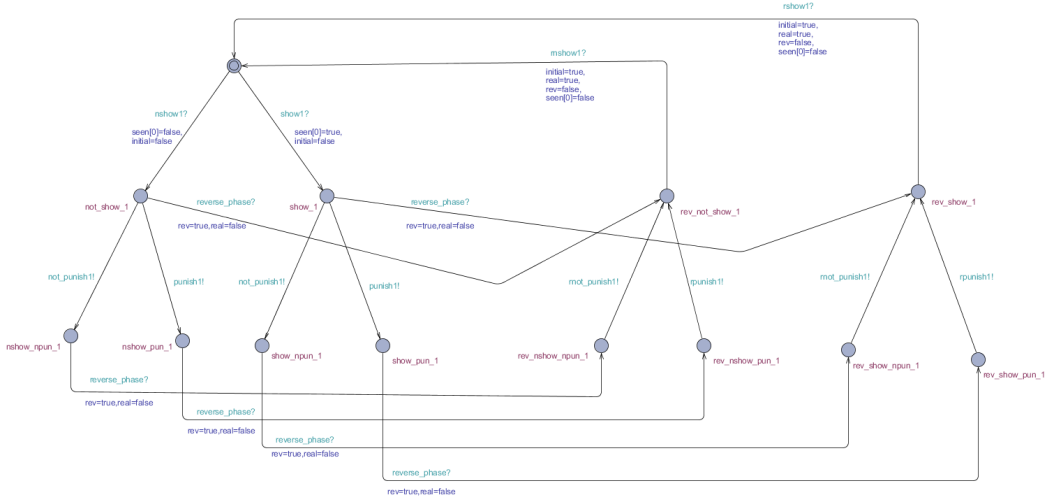 rshow1?
initial=true,
real=true,
rev=false,
seen[0]=false
rnshow1?
initial=true,
real=true,
rev=false,
seen[0]=false
nshow1?
seen[0]=false,
initial=false
show1?
seen[0]=true,
initial=false
not_show_1
reverse_phase?
rev=true,real=false
show_1
reverse_phase?
rev=true,real=false
rev_not_show_1
rev_show_1
not_punish1!
punish1!
not_punish1!
punish1!
rnot_punish1!
rpunish1!
rnot_punish1!
rpunish1!
nshow_npun_1
nshow_pun_1
show_npun_1
show_pun_1
rev_nshow_npun_1
rev_nshow_pun_1
rev_show_npun_1
rev_show_pun_1
reverse_phase?
rev=true,real=false
reverse_phase?
rev=true,real=false
reverse_phase?
rev=true,real=false
reverse_phase?
rev=true,real=false